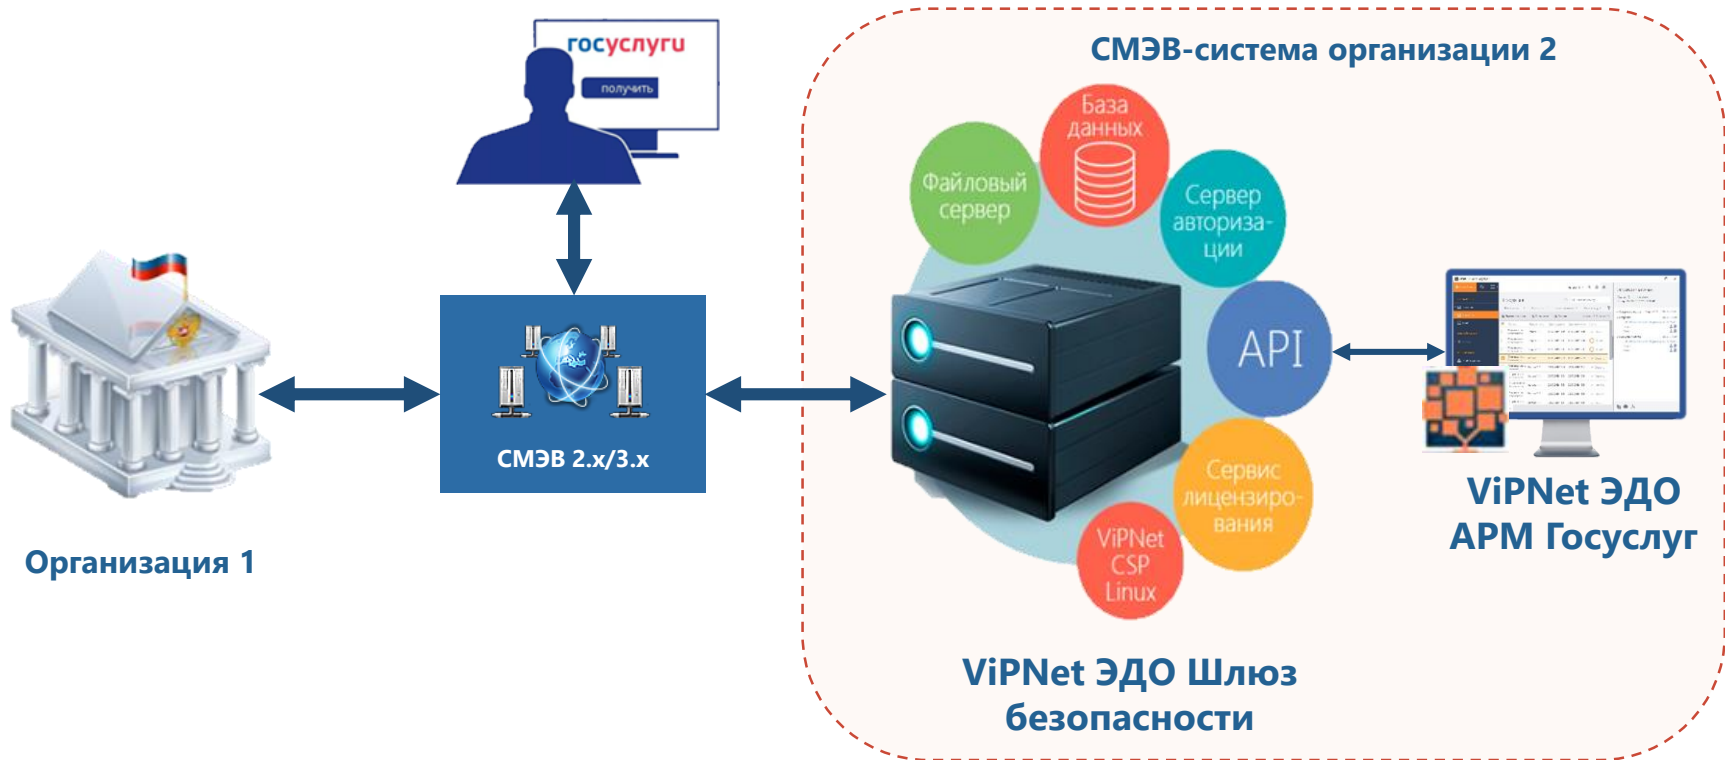 госуслуги
получить
СМЭВ-система организации 2
База
данных
Файловый
сервер
Сервер
авториза-
ции
API
СМЭВ 2.x/3.x
Сервис
лицензиро-
вания
ViPNet
CSP
Linux
Организация 1
ViPNet ЭДО
АРМ Госуслуг
ViPNet ЭДО Шлюз
безопасности